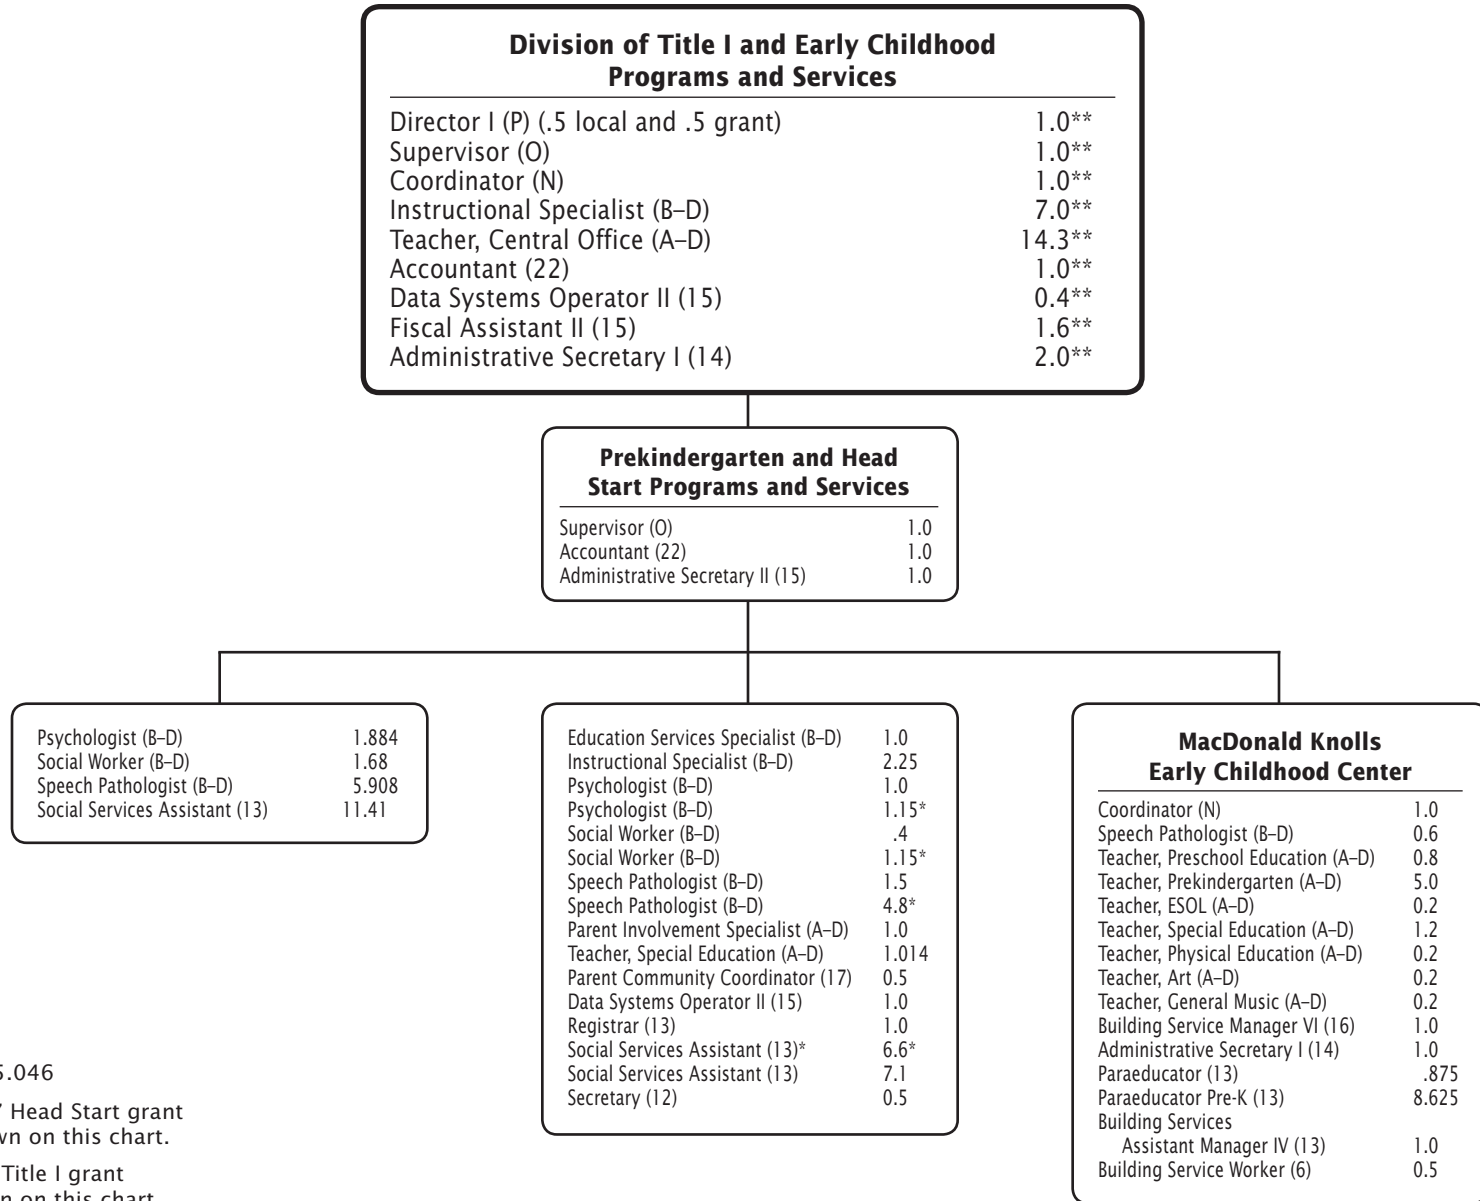 Division of Title I and Early Childhood
Programs and Services
Director I (P) (.5 local and .5 grant) 1.0**
Supervisor (O) 1.0**
Coordinator (N) 1.0**
Instructional Specialist (B–D) 7.0**
Teacher, Central Office (A–D) 14.3**
Accountant (22) 1.0**
Data Systems Operator II (15) 0.4**
Fiscal Assistant II (15) 1.6**
Administrative Secretary I (14) 2.0**
Prekindergarten and Head
Start Programs and Services
Supervisor (O) 1.0
Accountant (22) 1.0
Administrative Secretary II (15) 1.0
Psychologist (B–D) 1.884
Social Worker (B–D) 1.68
Speech Pathologist (B–D) 5.908
Social Services Assistant (13) 11.41
Education Services Specialist (B–D) 1.0
Instructional Specialist (B–D) 2.25
Psychologist (B–D) 1.0
Psychologist (B–D) 1.15*
Social Worker (B–D) .4
Social Worker (B–D) 1.15*
Speech Pathologist (B–D) 1.5
Speech Pathologist (B–D) 4.8*
Parent Involvement Specialist (A–D) 1.0
Teacher, Special Education (A–D) 1.014
Parent Community Coordinator (17) 0.5
Data Systems Operator II (15) 1.0
Registrar (13) 1.0
Social Services Assistant (13)* 6.6*
Social Services Assistant (13) 7.1
Secretary (12) 0.5
MacDonald Knolls
Early Childhood Center
Coordinator (N) 1.0
Speech Pathologist (B–D) 0.6
Teacher, Preschool Education (A–D) 0.8
Teacher, Prekindergarten (A–D) 5.0
Teacher, ESOL (A–D) 0.2
Teacher, Special Education (A–D) 1.2
Teacher, Physical Education (A–D) 0.2
Teacher, Art (A–D) 0.2
Teacher, General Music (A–D) 0.2
Building Service Manager VI (16) 1.0
Administrative Secretary I (14) 1.0
Paraeducator (13) .875
Paraeducator Pre-K (13) 8.625
Building Services
Assistant Manager IV (13) 1.0
Building Service Worker (6) 0.5
5.046
Head Start grant
on this chart.
Title I grant
on this chart